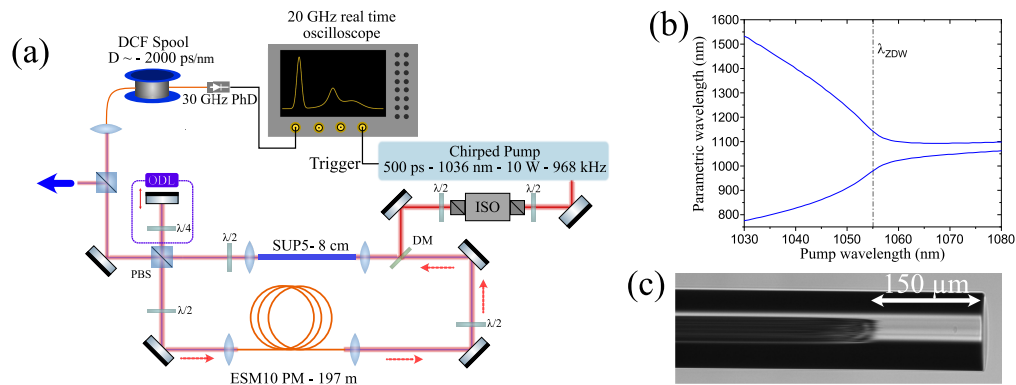 (a)
20 GHz real time
oscilloscope
DCF Spool
D ~ - 2000 ps/nm
30 GHz PhD
Trigger
Chirped Pump
500 ps - 1036 nm - 10 W - 968 kHz
ODL
λ/2
ISO
λ/2
λ/4
λ/2
SUP5- 8 cm
DM
PBS
λ/2
λ/2
ESM10 PM - 197 m
(b)
Parametric wavelength (nm)
1600
1500
1400
1300
1200
1100
1000
900
800
λZDW
1030
1040
1050
1060
1070
1080
Pump wavelength (nm)
(c)
150 µm